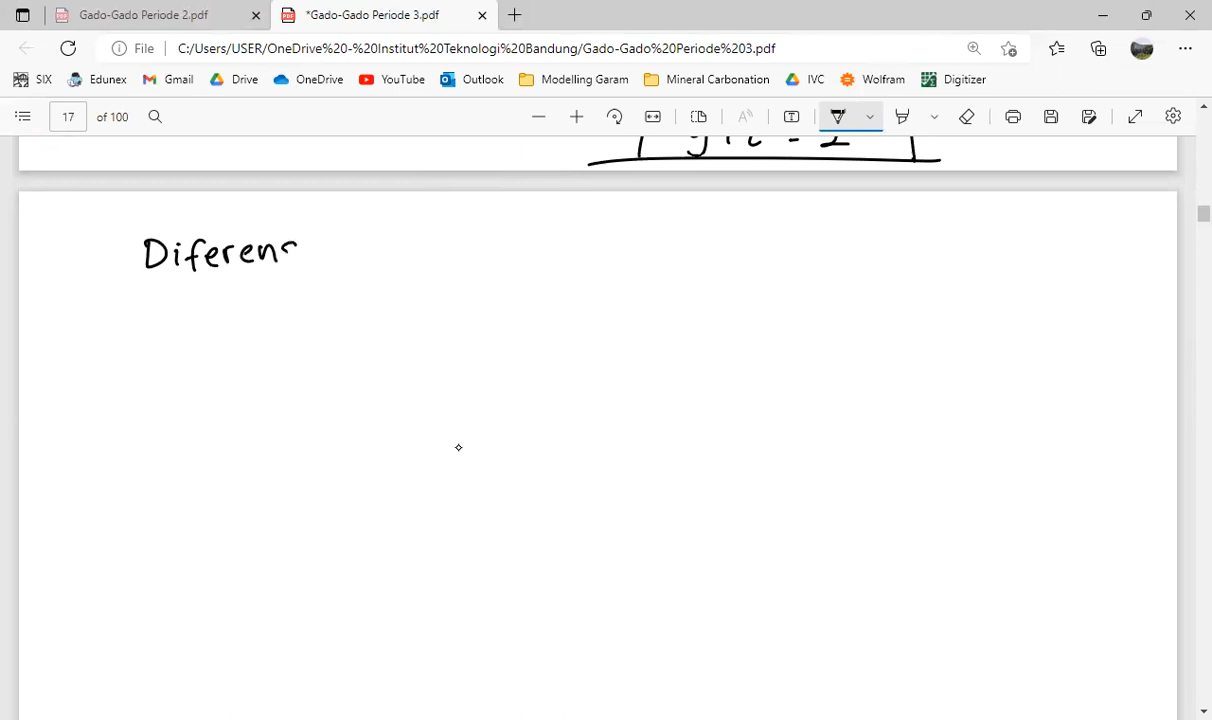 Gado-Gado Periode 2.pdf
*Gado-Gado Periode 3.pdf
File
C:/Users/USER/OneDrive%20-%20Institut%20Teknologi%20Bandung/Gado-Gado%20Periode%203.pdf
SIX
Edunex
Gmail
Drive
OneDrive
YouTube
Outlook
Modelling Garam
Mineral Carbonation
IVC
Wolfram
Digitizer
17 of 100
Diferen